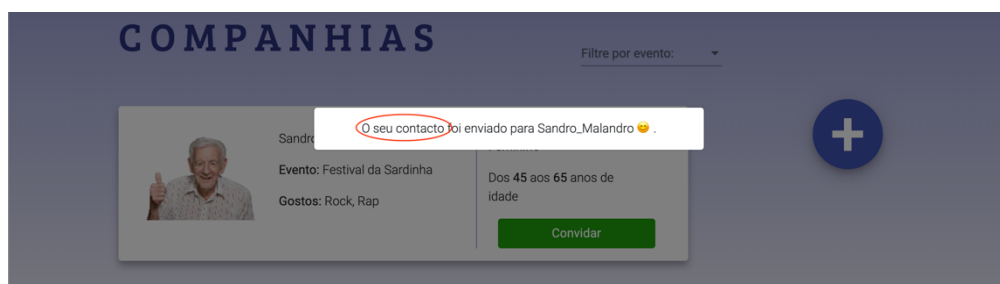 COMPANHIAS
Filtre por evento:
O seu contacto foi enviado para Sandro_Malandro 😊 .
Evento: Festival da Sardinha
Gostos: Rock, Rap
Dos 45 aos 65 anos de
idade
Convidar